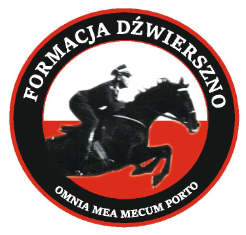 FORMACJA DŹWIERSZNO
OMNIA MEA MECUM PORTO